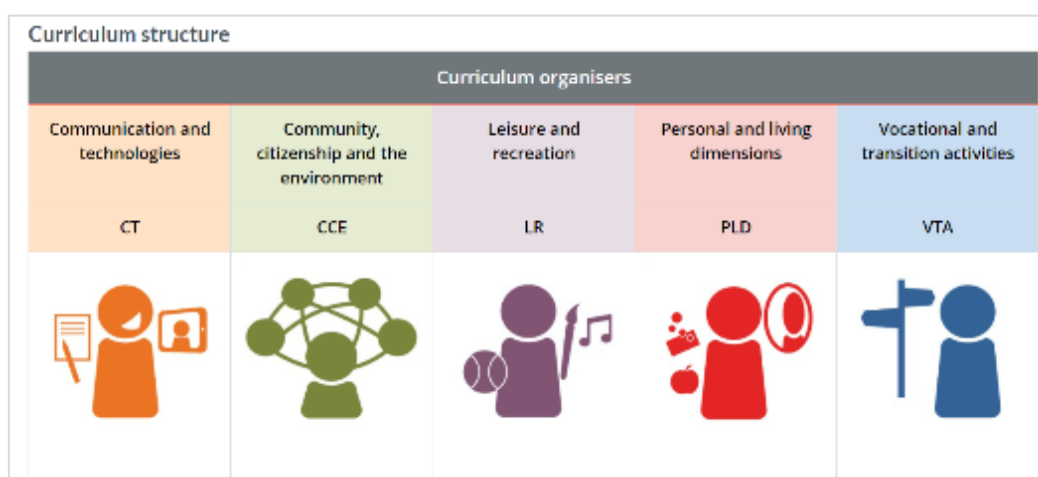 Curriculum structure
Curriculum organisers
Communication and
technologies
Community,
citizenship and the
environment
Leisure and
recreation
Personal and living
dimensions
Vocational and
transition activities
CT
CCE
LR
PLD
VTA